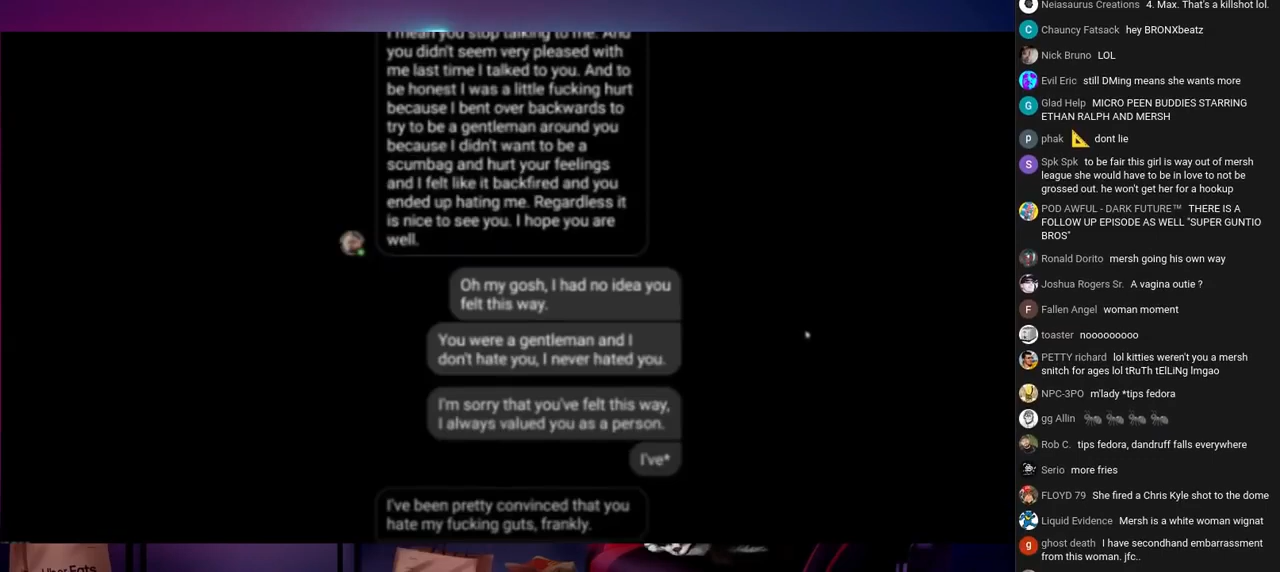 I mean you stop talking to me. And
you didn't seem very pleased with
me last time I talked to you. And to
be honest I was a little fucking hurt
because I bent over backwards to
try to be a gentleman around you
because I didn't want to be a
scumbag and hurt your feelings
and I felt like it backfired and you
ended up hating me. Regardless it
is nice to see you. I hope you are
well.
Oh my gosh, I had no idea you
felt this way.
You were a gentleman and I
don't hate you, I never hated you.
I'm sorry that you've felt this way,
I always valued you as a person.
I've*
I've been pretty convinced that you
hate my fucking guts, frankly.
Uber Eats
Neiasaurus Creations 4. Max. That's a killshot lol.
C Chauncy Fatsack hey BRONXbeatz
Nick Bruno LOL
Evil Eric still DMing means she wants more
G Glad Help MICRO PEEN BUDDIES STARRING
ETHAN RALPH AND MERSH
P phak 📐 dont lie
S Spk Spk to be fair this girl is way out of mersh
league she would have to be in love to not be
grossed out. he won't get her for a hookup
POD AWFUL - DARK FUTURE™ THERE IS A
FOLLOW UP EPISODE AS WELL "SUPER GUNTIO
BROS"
Ronald Dorito mersh going his own way
Joshua Rogers Sr. A vagina outie ?
F Fallen Angel woman moment
toaster nooooooooo
PETTY richard lol kitties weren't you a mersh
snitch for ages lol tRuTh tElLiNg lmgao
NPC-3PO m'lady *tips fedora
gg Allin 🐜 🐜 🐜 🐜
Rob C. tips fedora, dandruff falls everywhere
Serio more fries
FLOYD 79 She fired a Chris Kyle shot to the dome
Liquid Evidence Mersh is a white woman wignat
g ghost death I have secondhand embarrassment
from this woman. jfc..